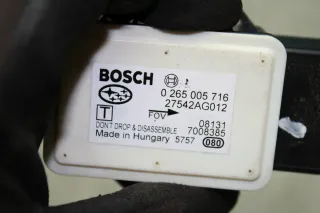 BOSCH
0 265 005 716
27542AG012
T
FOV
08131
DON'T DROP & DISASSEMBLE 7008385
Made in Hungary 5757 080